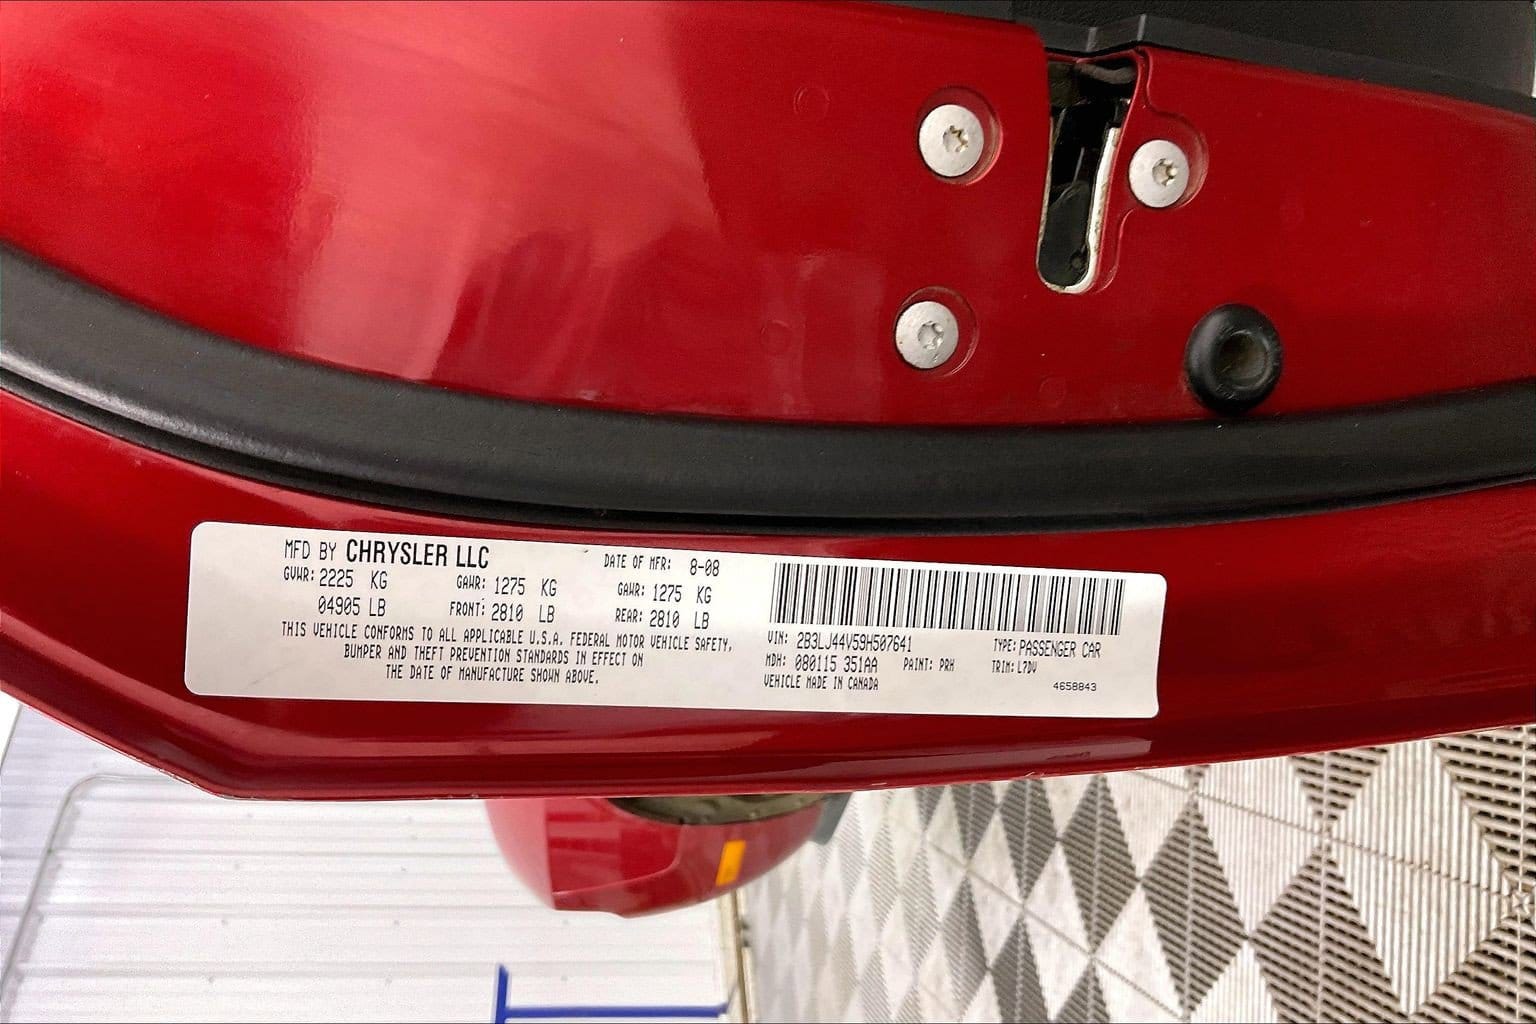 MFD BY CHRYSLER LLC DATE OF MFR: 8-08
GVWR: 2225 KG GAWR: 1275 KG GAWR: 1275 KG
04905 LB FRONT: 2810 LB REAR: 2810 LB
THIS VEHICLE CONFORMS TO ALL APPLICABLE U.S.A. FEDERAL MOTOR VEHICLE SAFETY,
BUMPER AND THEFT PREVENTION STANDARDS IN EFFECT ON
THE DATE OF MANUFACTURE SHOWN ABOVE.
VIN: 2B3LJ44V59H507641 TYPE: PASSENGER CAR
MDH: 080115 351AA PAINT: PRH TRIM: L7DV
VEHICLE MADE IN CANADA 4658843